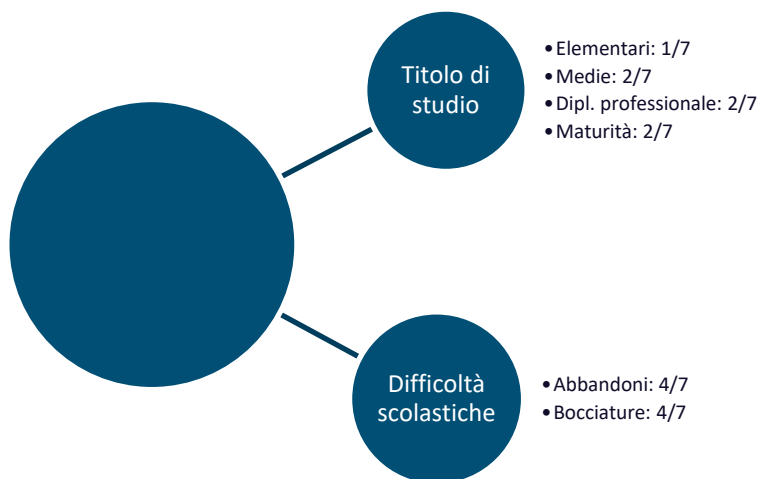 Titolo di
studio
•Elementari: 1/7
•Medie: 2/7
•Dipl. professionale: 2/7
•Maturità: 2/7
Difficoltà
scolastiche
•Abbandoni: 4/7
•Bocciature: 4/7